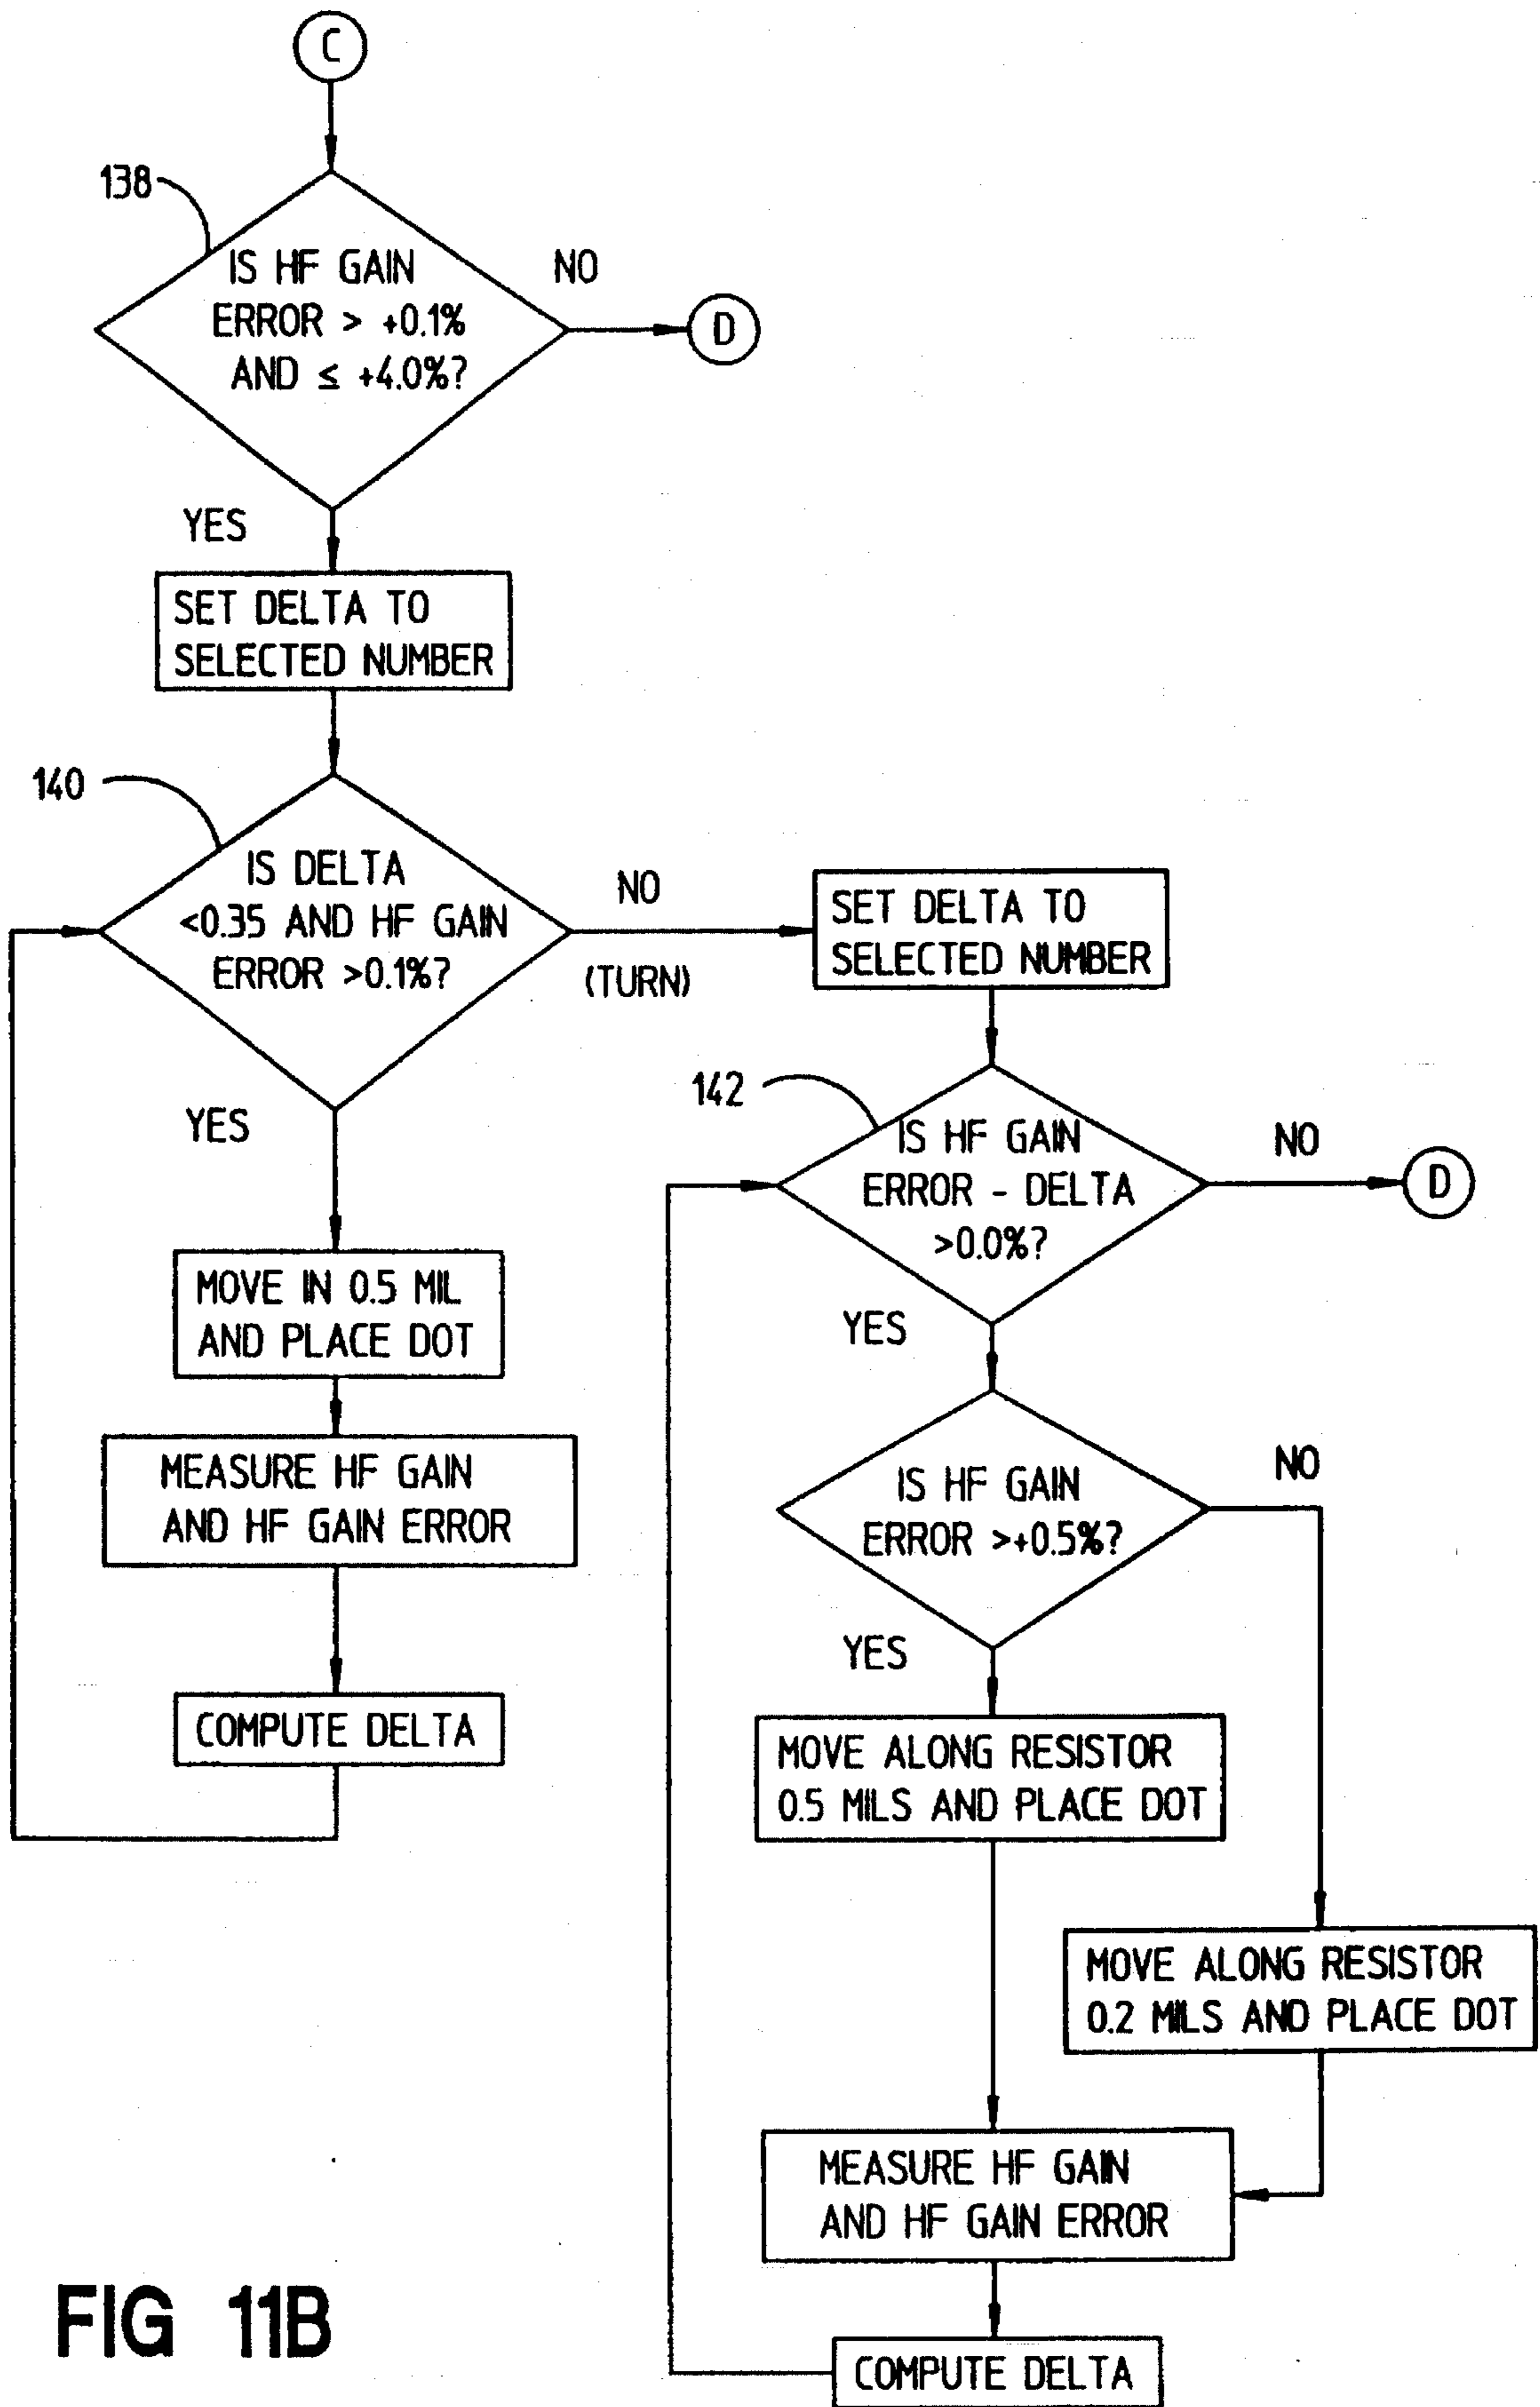 C
138
IS HF GAIN
ERROR > +0.1%
AND ≤ +4.0%?
NO
D
YES
SET DELTA TO
SELECTED NUMBER
140
IS DELTA
<0.35 AND HF GAIN
ERROR >0.1%?
NO
(TURN)
SET DELTA TO
SELECTED NUMBER
YES
142
IS HF GAIN
ERROR - DELTA
>0.0%?
NO
D
MOVE IN 0.5 MIL
AND PLACE DOT
YES
MEASURE HF GAIN
AND HF GAIN ERROR
IS HF GAIN
ERROR >+0.5%?
NO
YES
COMPUTE DELTA
MOVE ALONG RESISTOR
0.5 MILS AND PLACE DOT
MOVE ALONG RESISTOR
0.2 MILS AND PLACE DOT
MEASURE HF GAIN
AND HF GAIN ERROR
COMPUTE DELTA
FIG 11B